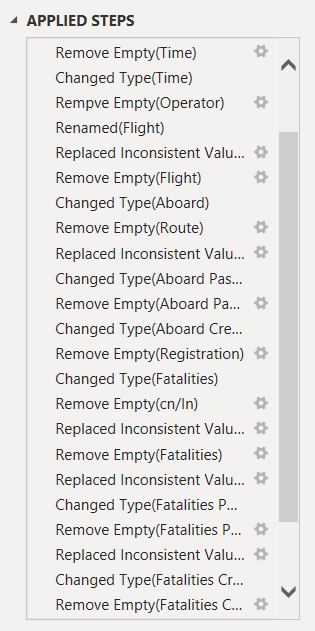 APPLIED STEPS
Remove Empty(Time)
Changed Type(Time)
Rempve Empty(Operator)
Renamed(Flight)
Replaced Inconsistent Valu...
Remove Empty(Flight)
Changed Type(Aboard)
Remove Empty(Route)
Replaced Inconsistent Valu...
Changed Type(Aboard Pas...
Remove Empty(Aboard Pa...
Changed Type(Aboard Cre...
Remove Empty(Registration)
Changed Type(Fatalities)
Remove Empty(cn/In)
Replaced Inconsistent Valu...
Remove Empty(Fatalities)
Replaced Inconsistent Valu...
Changed Type(Fatalities P...
Remove Empty(Fatalities P...
Replaced Inconsistent Valu...
Changed Type(Fatalities Cr...
Remove Empty(Fatalities C...